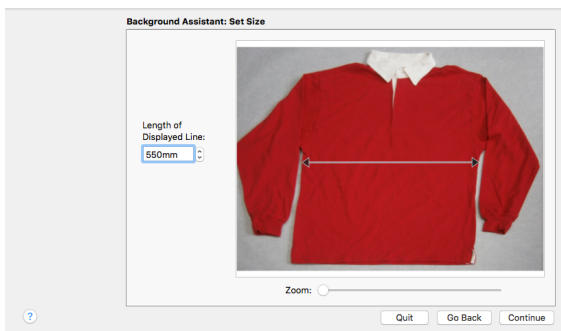 Background Assistant: Set Size
Length of
Displayed Line:
550mm
Zoom:
?
Quit
Go Back
Continue